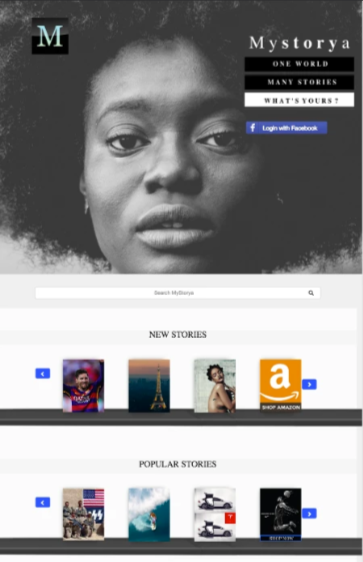 M
Mystorya
ONE WORLD
MANY STORIES
WHAT'S YOURS?
f Login with Facebook
Search MyStorya
NEW STORIES
a
SHOP AMAZON
POPULAR STORIES